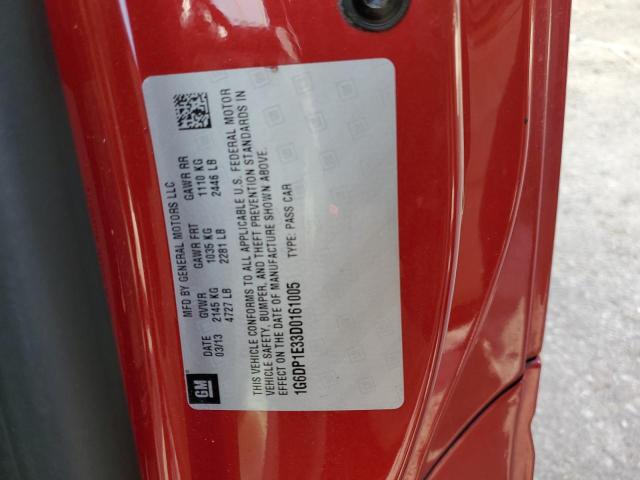 GM
MFD BY GENERAL MOTORS LLC
DATE GVWR GAWR FRT GAWR RR
03/13 2145 KG 1035 KG 1110 KG
4727 LB 2281 LB 2446 LB
THIS VEHICLE CONFORMS TO ALL APPLICABLE U.S. FEDERAL MOTOR
VEHICLE SAFETY, BUMPER, AND THEFT PREVENTION STANDARDS IN
EFFECT ON THE DATE OF MANUFACTURE SHOWN ABOVE.
1G6DP1E33D0161005 TYPE: PASS CAR